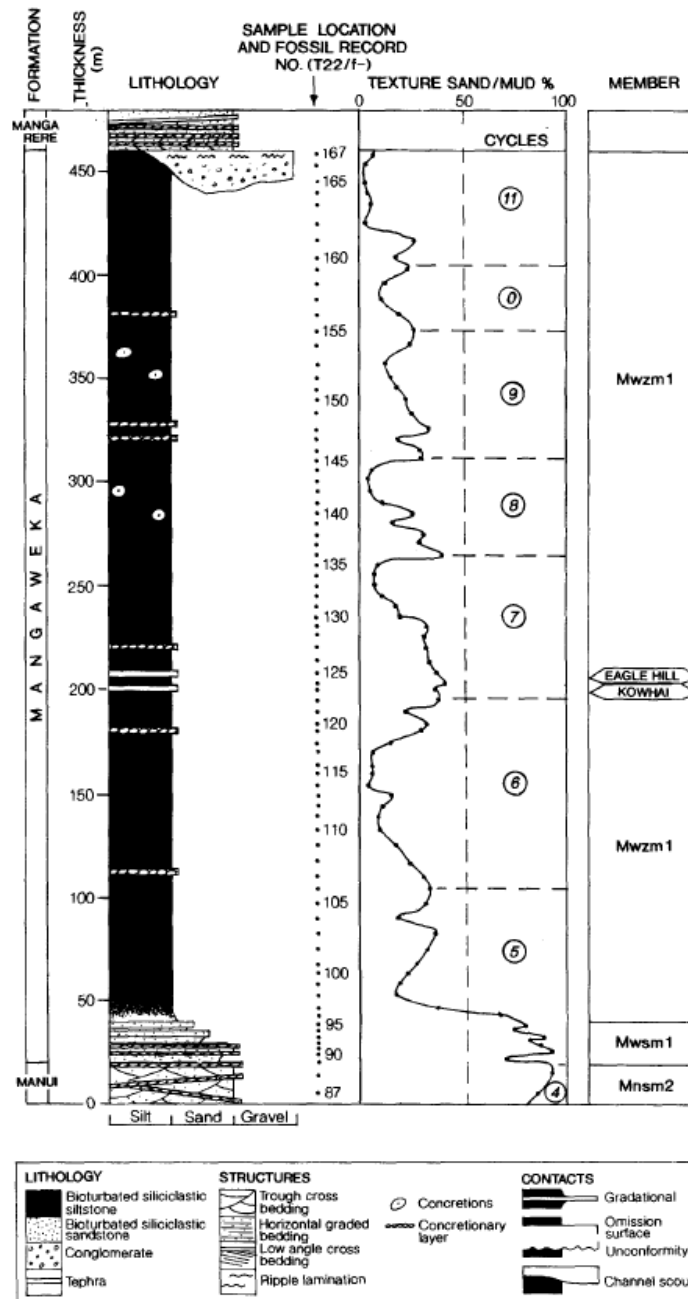 FORMATION
THICKNESS
(m)
LITHOLOGY
SAMPLE LOCATION
AND FOSSIL RECORD
NO. (T22/f-)
TEXTURE SAND/MUD %
0 50 100
MEMBER
MANGA
RERE
CYCLES
450
167
165
11
400
160
0
155
350
Mwzm1
150
9
300
145
8
140
MANGAWEKA
250
135
7
130
200
125
EAGLE HILL
KOWHAI
120
150
115
6
110
Mwzm1
100
105
5
100
50
95
Mwsm1
90
MANUI
0
87
4
Mnsm2
Silt Sand Gravel
LITHOLOGY
Bioturbated siliciclastic
siltstone
Bioturbated siliciclastic
sandstone
Conglomerate
Tephra
STRUCTURES
Trough cross
bedding
Horizontal graded
bedding
Low angle cross
bedding
Ripple lamination
Concretions
Concretionary
layer
CONTACTS
Gradational
Omission
surface
Unconformity
Channel scou